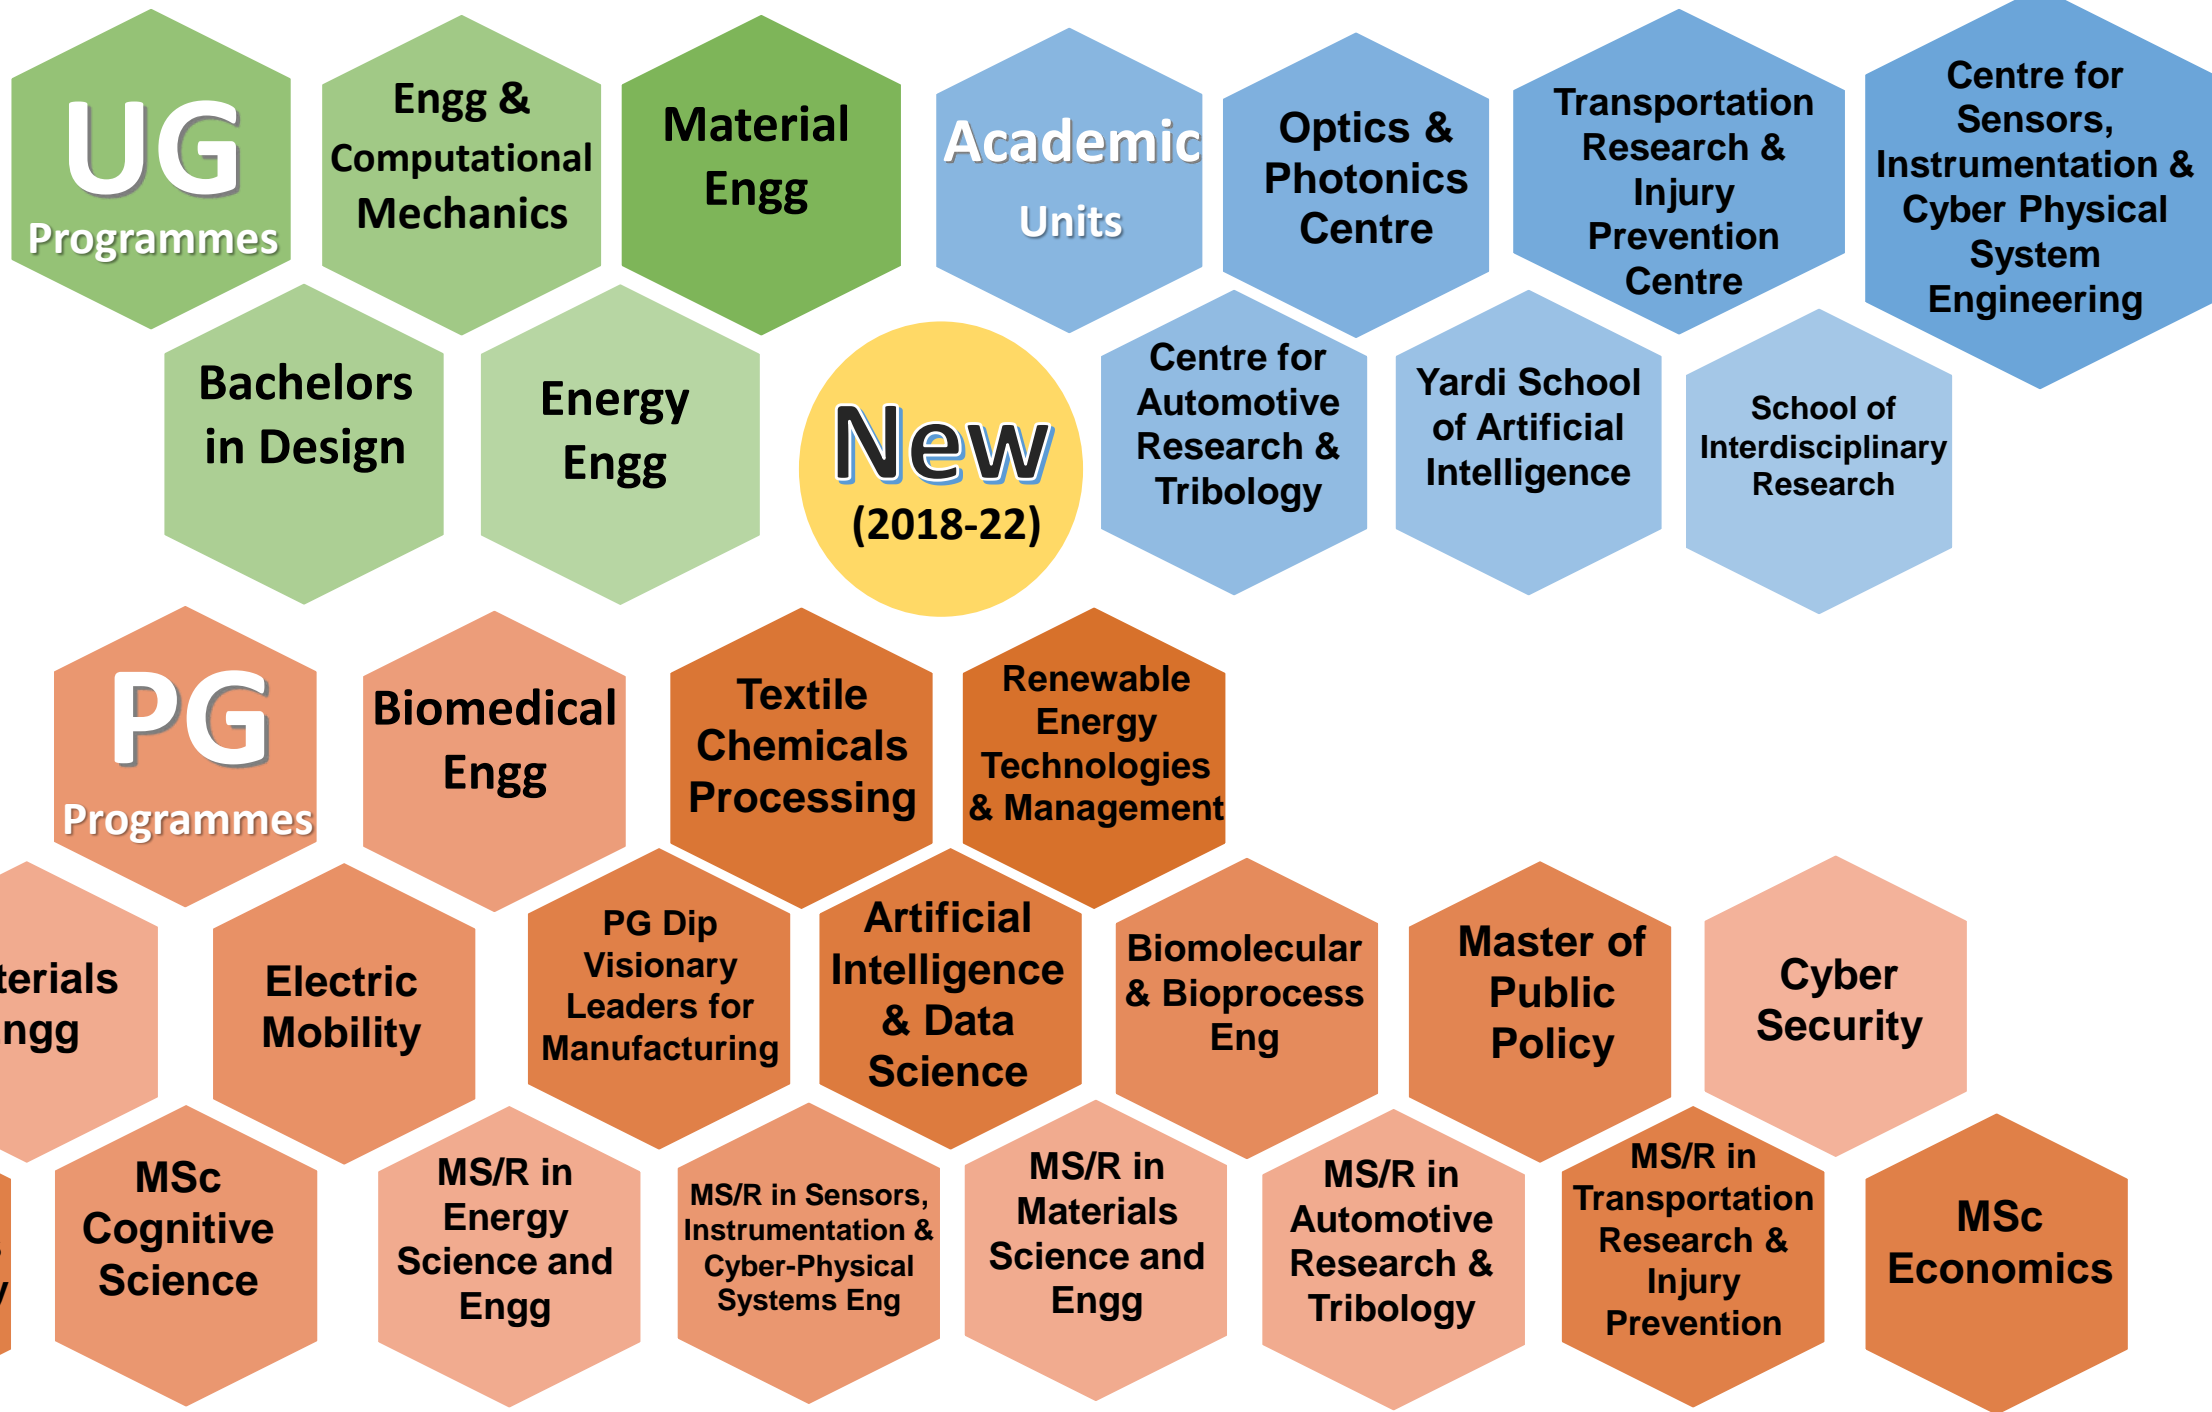 UG
Programmes
Engg &
Computational
Mechanics
Material
Engg
Bachelors
in Design
Energy
Engg
New
(2018-22)
Academic
Units
Optics &
Photonics
Centre
Transportation
Research &
Injury
Prevention
Centre
Centre for
Sensors,
Instrumentation &
Cyber Physical
System
Engineering
Centre for
Automotive
Research &
Tribology
Yardi School
of Artificial
Intelligence
School of
Interdisciplinary
Research
PG
Programmes
Biomedical
Engg
Textile
Chemicals
Processing
Renewable
Energy
Technologies
& Management
terials
ngg
Electric
Mobility
PG Dip
Visionary
Leaders for
Manufacturing
Artificial
Intelligence
& Data
Science
Biomolecular
& Bioprocess
Eng
Master of
Public
Policy
Cyber
Security
MSc
Cognitive
Science
MS/R in
Energy
Science and
Engg
MS/R in Sensors,
Instrumentation &
Cyber-Physical
Systems Eng
MS/R in
Materials
Science and
Engg
MS/R in
Automotive
Research &
Tribology
MS/R in
Transportation
Research &
Injury
Prevention
MSc
Economics